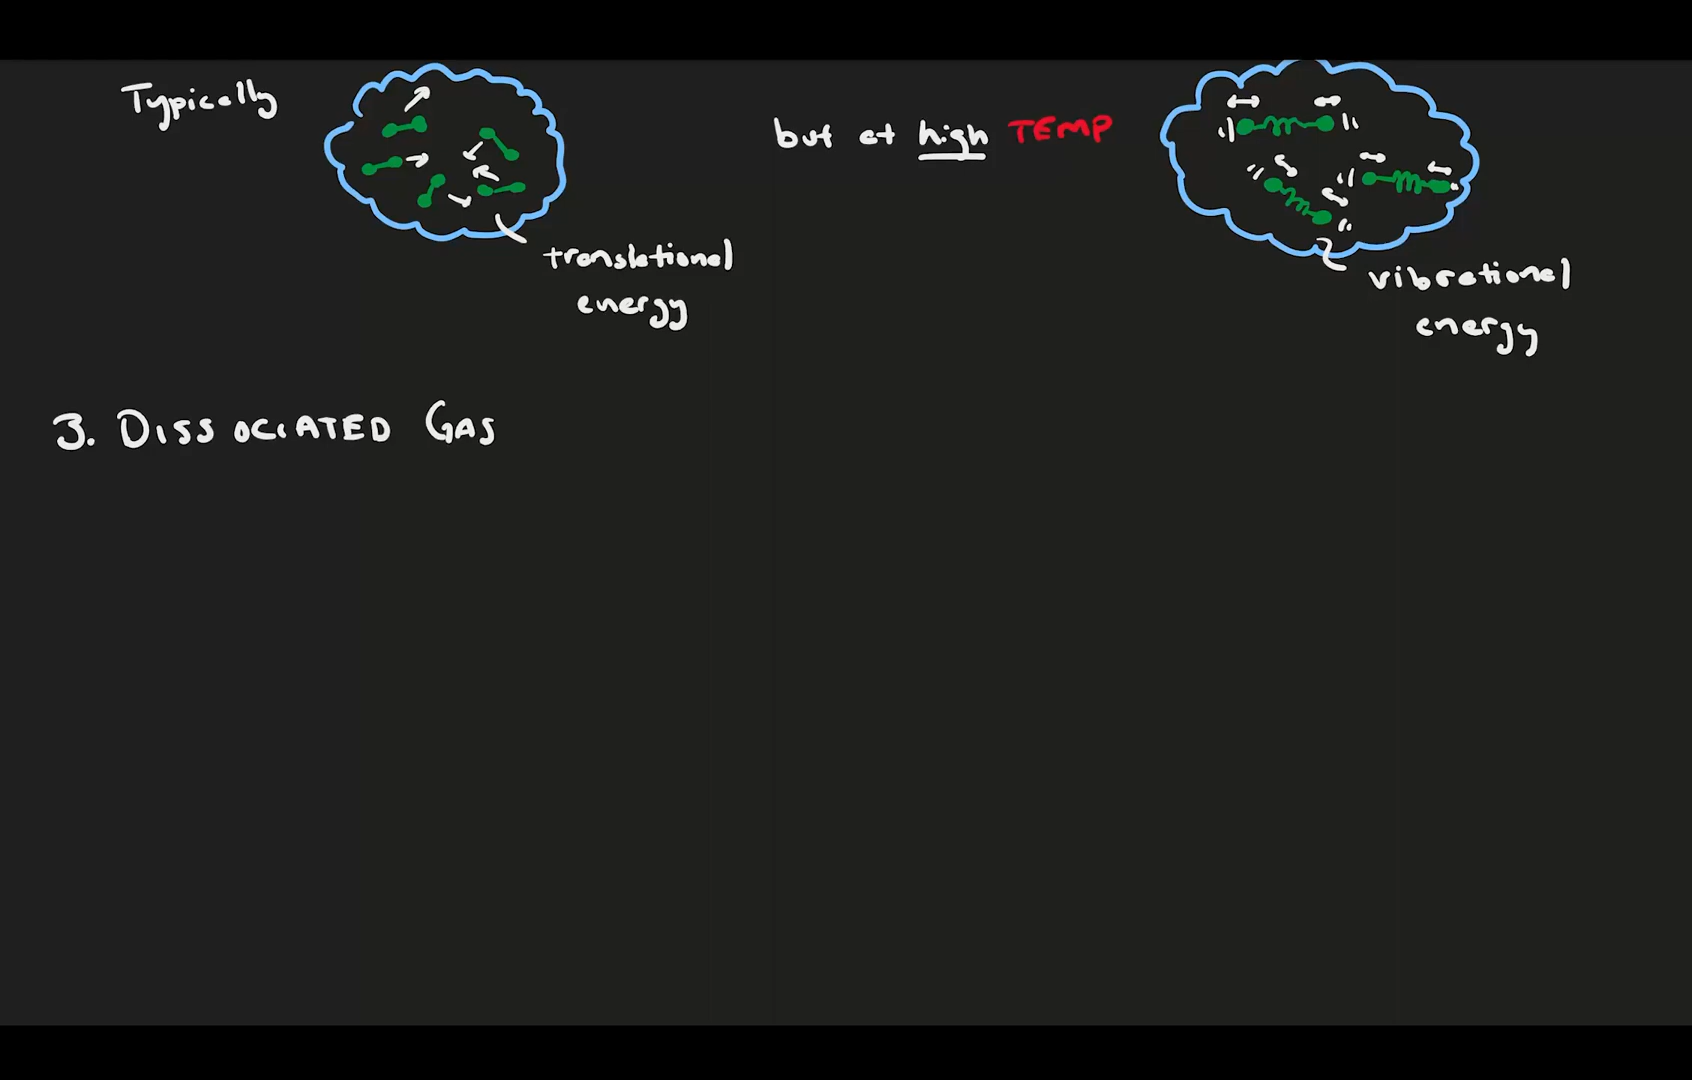 Typically
but at high TEMP
translational
energy
vibrational
energy
3. DISSOCIATED GAS